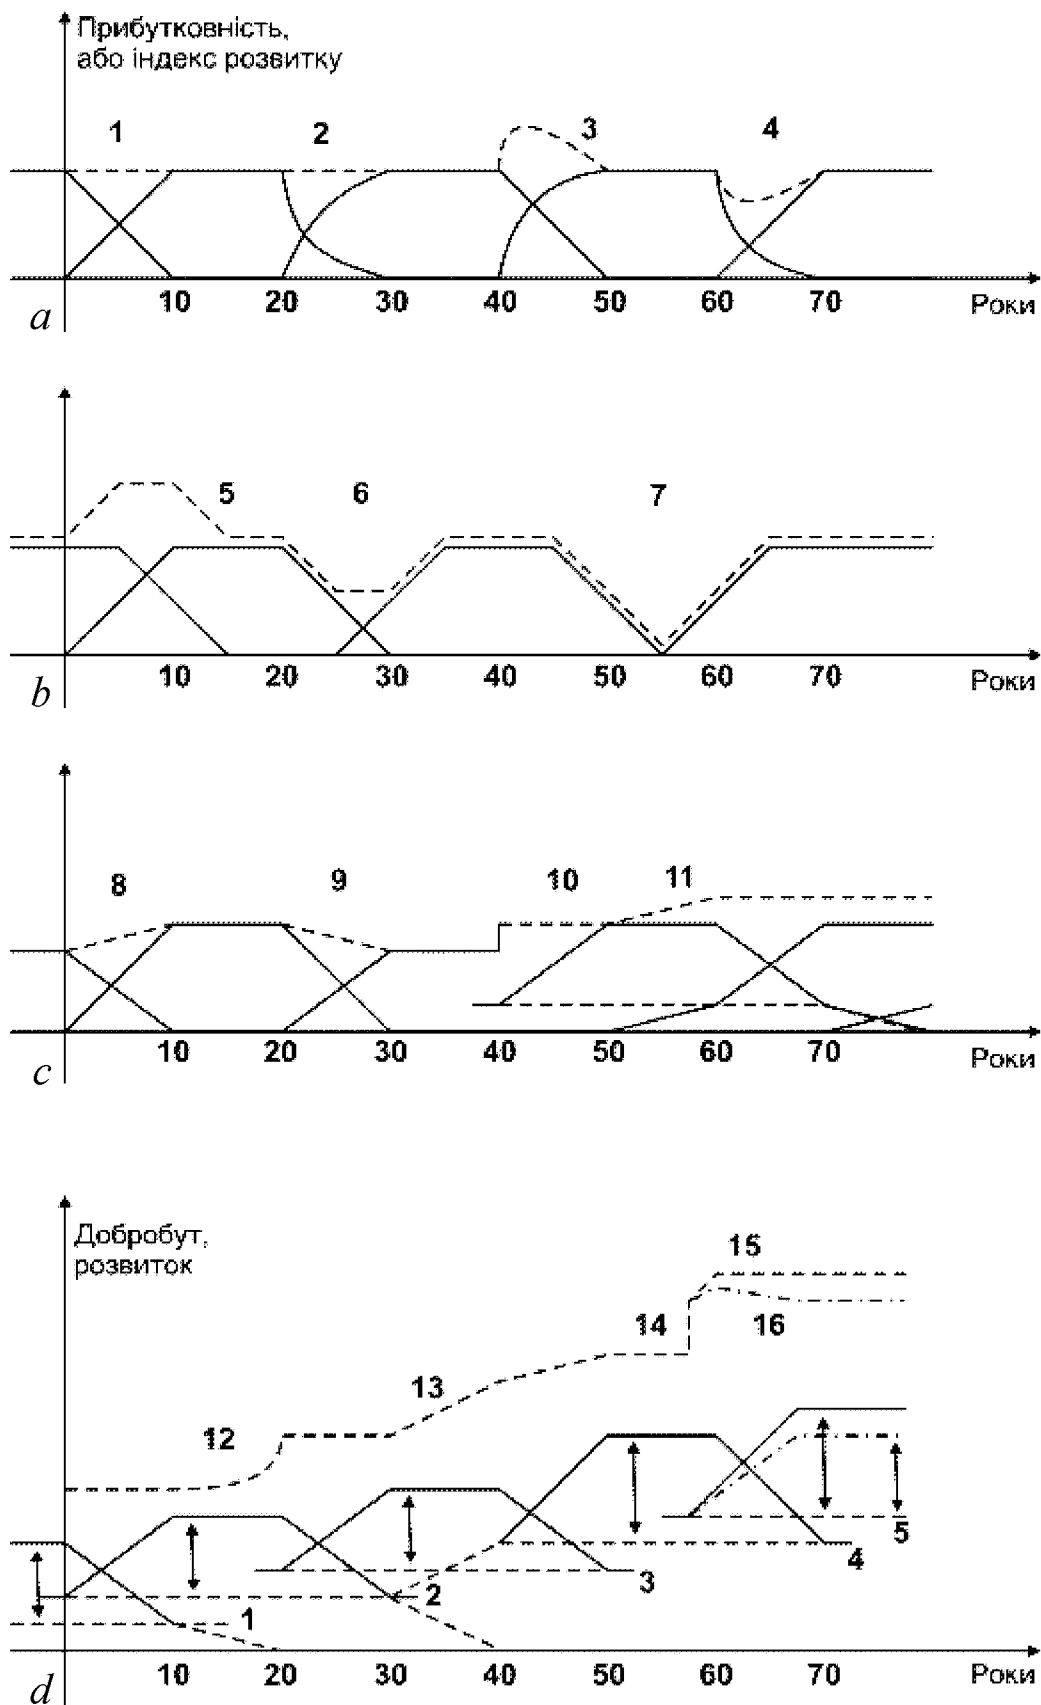 Прибутковність,
або індекс розвитку
1 2 3 4
10 20 30 40 50 60 70 Роки
a
5 6 7
10 20 30 40 50 60 70 Роки
b
8 9 10 11
10 20 30 40 50 60 70 Роки
c
Добробут,
розвиток
15
14 16
13
12
5
4
3
2
1
10 20 30 40 50 60 70 Роки
d